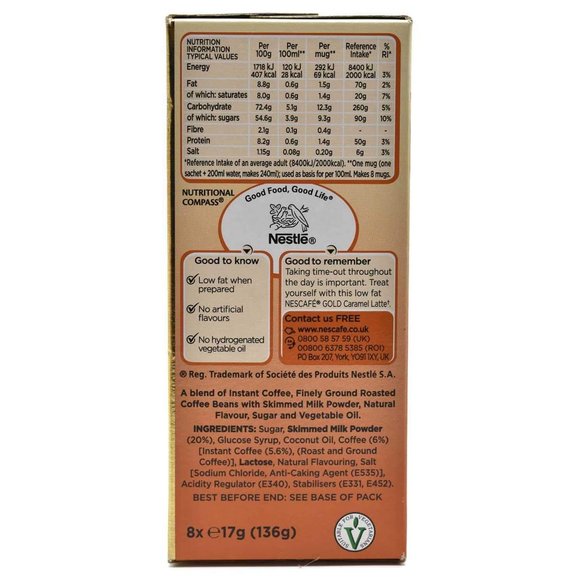 NUTRITION INFORMATION TYPICAL VALUES Per 100g Per 100ml** Per mug** Reference Intake* % RI*
Energy 1718 kJ 120 kJ 292 kJ 8400 kJ
407 kcal 28 kcal 69 kcal 2000 kcal 3%
Fat 8.8g 0.6g 1.5g 70g 2%
of which: saturates 8.0g 0.6g 1.4g 20g 7%
Carbohydrate 72.4g 5.1g 12.3g 260g 5%
of which: sugars 54.6g 3.9g 9.3g 90g 10%
Fibre 2.1g 0.1g 0.4g
Protein 8.2g 0.6g 1.4g 50g 3%
Salt 1.15g 0.08g 0.20g 6g 3%
*Reference Intake of an average adult (8400kJ/2000kcal). **One mug (one
sachet + 200ml water, makes 240ml); used as basis for per 100ml. Makes 8 mugs.
NUTRITIONAL
COMPASS®
Good Food, Good Life®
Nestlé®
Good to know
Low fat when
prepared
No artificial
flavours
No hydrogenated
vegetable oil
Good to remember
Taking time-out throughout
the day is important. Treat
yourself with this low fat
NESCAFÉ® GOLD Caramel Latte†.
Contact us FREE
www.nescafe.co.uk
0800 58 57 59 (UK)
00800 6378 5385 (ROI)
PO Box 207, York, YO91 1XY, UK
® Reg. Trademark of Société des Produits Nestlé S.A.
A blend of Instant Coffee, Finely Ground Roasted
Coffee Beans with Skimmed Milk Powder, Natural
Flavour, Sugar and Vegetable Oil.
INGREDIENTS: Sugar, Skimmed Milk Powder
(20%), Glucose Syrup, Coconut Oil, Coffee (6%)
[Instant Coffee (5.6%), (Roast and Ground
Coffee)], Lactose, Natural Flavouring, Salt
[Sodium Chloride, Anti-Caking Agent (E535)],
Acidity Regulator (E340), Stabilisers (E331, E452).
BEST BEFORE END: SEE BASE OF PACK
8x ℮17g (136g)
SUITABLE FOR VEGETARIANS
V